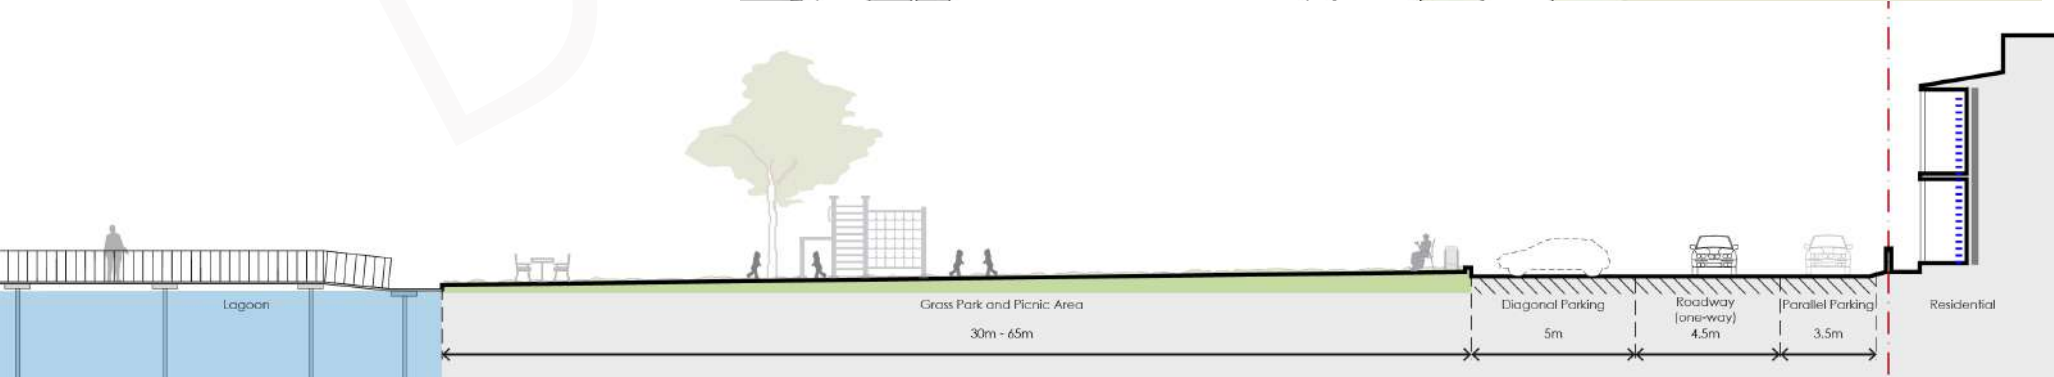 Lagoon
Grass Park and Picnic Area
30m - 65m
Diagonal Parking
5m
Roadway
(one-way)
4.5m
Parallel Parking
3.5m
Residential